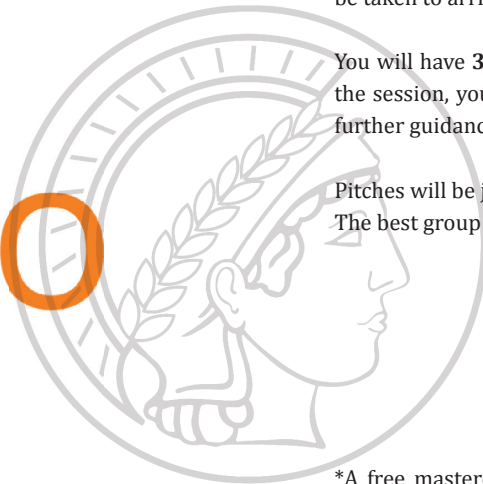 be taken to arri
You will have 3
the session, you
further guidanc
Pitches will be j
The best group
O
*A free master